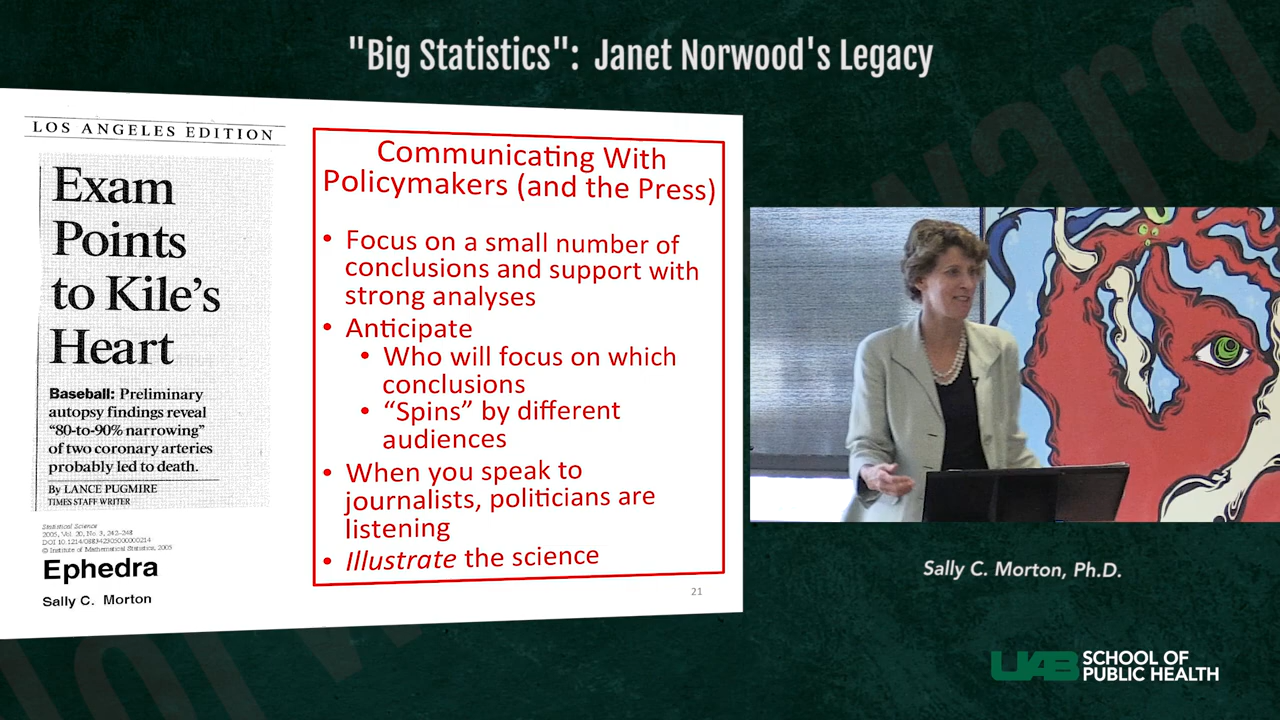 "Big Statistics": Janet Norwood's Legacy
LOS ANGELES EDITION
Exam
Points
to Kile's
Heart
Baseball: Preliminary
autopsy findings reveal
"80-to-90% narrowing"
of two coronary arteries
probably led to death.
By LANCE PUGMIRE
TIMES STAFF WRITER
Statistical Science
2005, Vol. 20, No. 3, 242–248
DOI 10.1214/088342305000000214
© Institute of Mathematical Statistics, 2005
Ephedra
Sally C. Morton
Communicating With
Policymakers (and the Press)
• Focus on a small number of
conclusions and support with
strong analyses
• Anticipate
• Who will focus on which
conclusions
• “Spins” by different
audiences
• When you speak to
journalists, politicians are
listening
• Illustrate the science
21
Sally C. Morton, Ph.D.
UAB SCHOOL OF
PUBLIC HEALTH